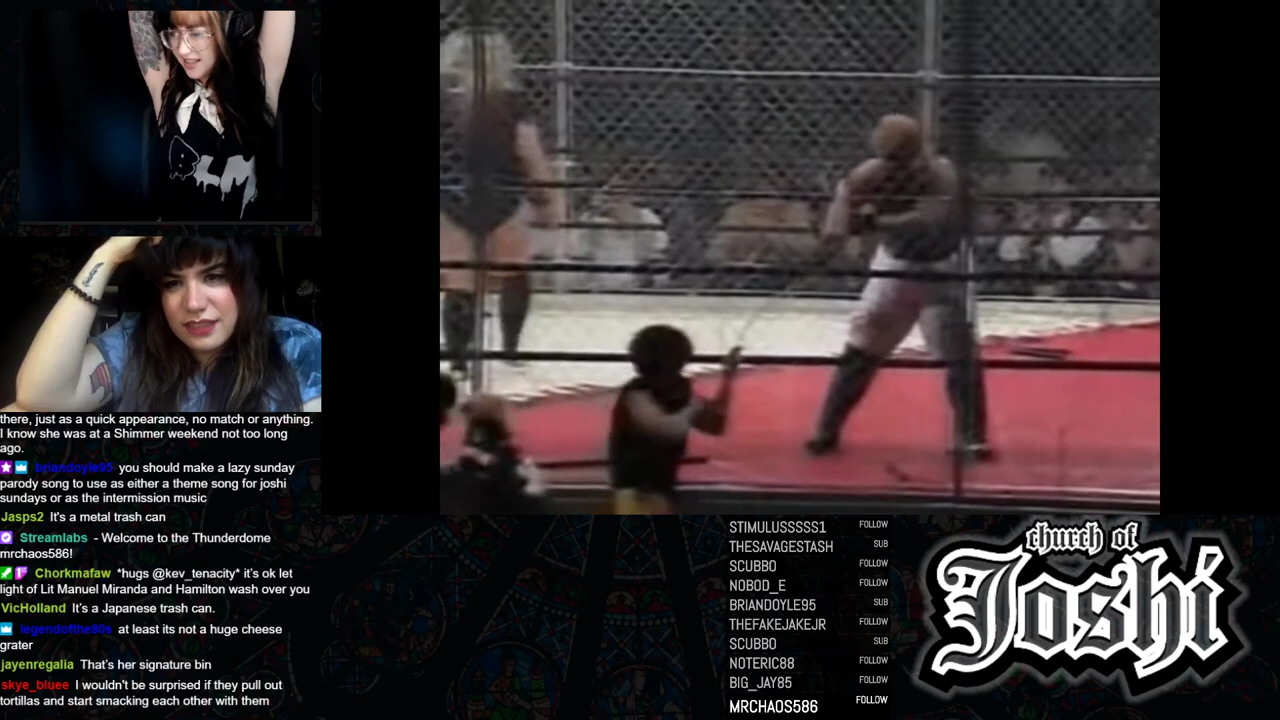 there, just as a quick appearance, no match or anything.
I know she was at a Shimmer weekend not too long
ago.
briandoyle95 you should make a lazy sunday
parody song to use as either a theme song for joshi
sundays or as the intermission music
Jasps2 It's a metal trash can
Streamlabs - Welcome to the Thunderdome
mrchaos586!
Chorkmafaw *hugs @kev_tenacity* it's ok let
light of Lit Manuel Miranda and Hamilton wash over you
VicHolland It's a Japanese trash can.
legendofthe80s at least its not a huge cheese
grater
jayenregalia That's her signature bin
skye_bluee I wouldn't be surprised if they pull out
tortillas and start smacking each other with them
STIMULUSSSSS1 FOLLOW
THESAVAGESTASH SUB
SCUBBO FOLLOW
NOBOD_E FOLLOW
BRIANDOYLE95 SUB
THEFAKEJAKEJR FOLLOW
SCUBBO SUB
NOTERIC88 FOLLOW
BIG_JAY85 FOLLOW
MRCHAOS586 FOLLOW
church of
Joshi